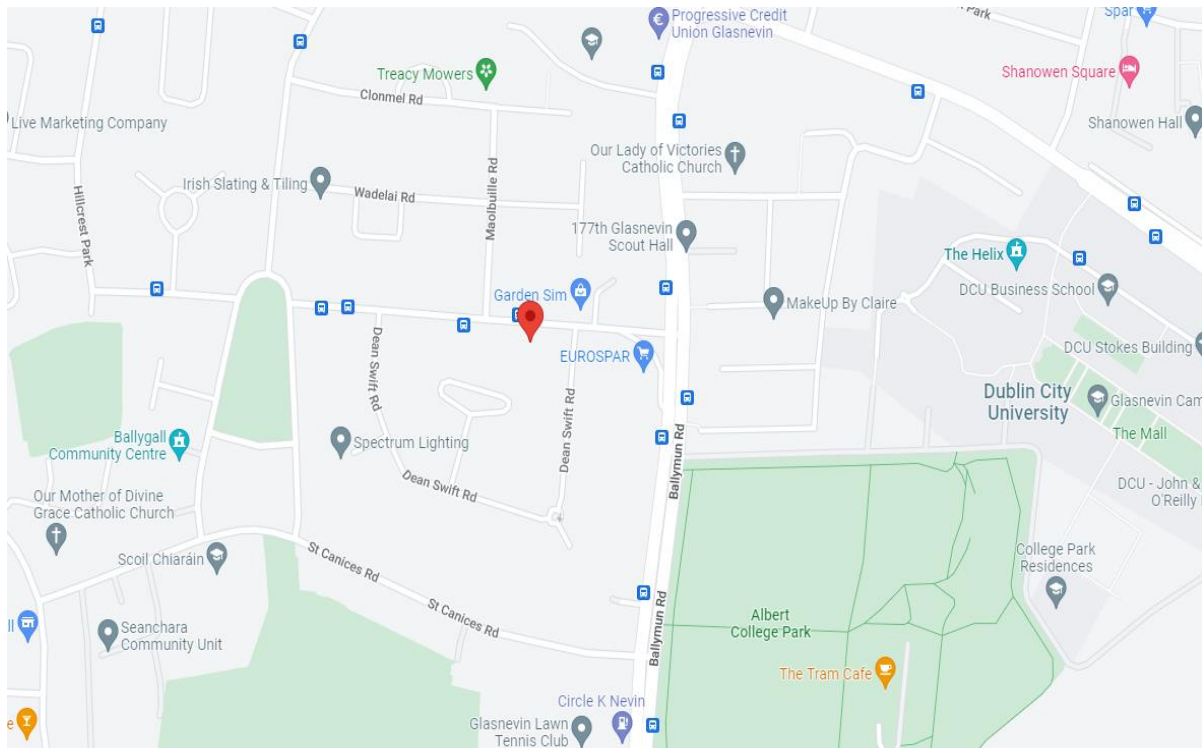 Progressive Credit
Union Glasnevin
Park
Spar
Treacy Mowers
Shanowen Square
Clonmel Rd
Live Marketing Company
Shanowen Hall
Our Lady of Victories
Catholic Church
Maolbuille Rd
Irish Slating & Tiling
Wadelai Rd
Hillcrest Park
177th Glasnevin
Scout Hall
The Helix
DCU Business School
Garden Sim
MakeUp By Claire
Dean Swift Rd
EUROSPAR
DCU Stokes Building
Dublin City
University
Glasnevin Cam
The Mall
Dean Swift Rd
Ballymun Rd
Ballygall
Community Centre
Spectrum Lighting
Dean Swift Rd
DCU - John &
O'Reilly
Our Mother of Divine
Grace Catholic Church
Scoil Chiaráin
St Canices Rd
College Park
Residences
St Canices Rd
Ballymun Rd
Albert
College Park
Seanchara
Community Unit
The Tram Cafe
Circle K Nevin
Glasnevin Lawn
Tennis Club